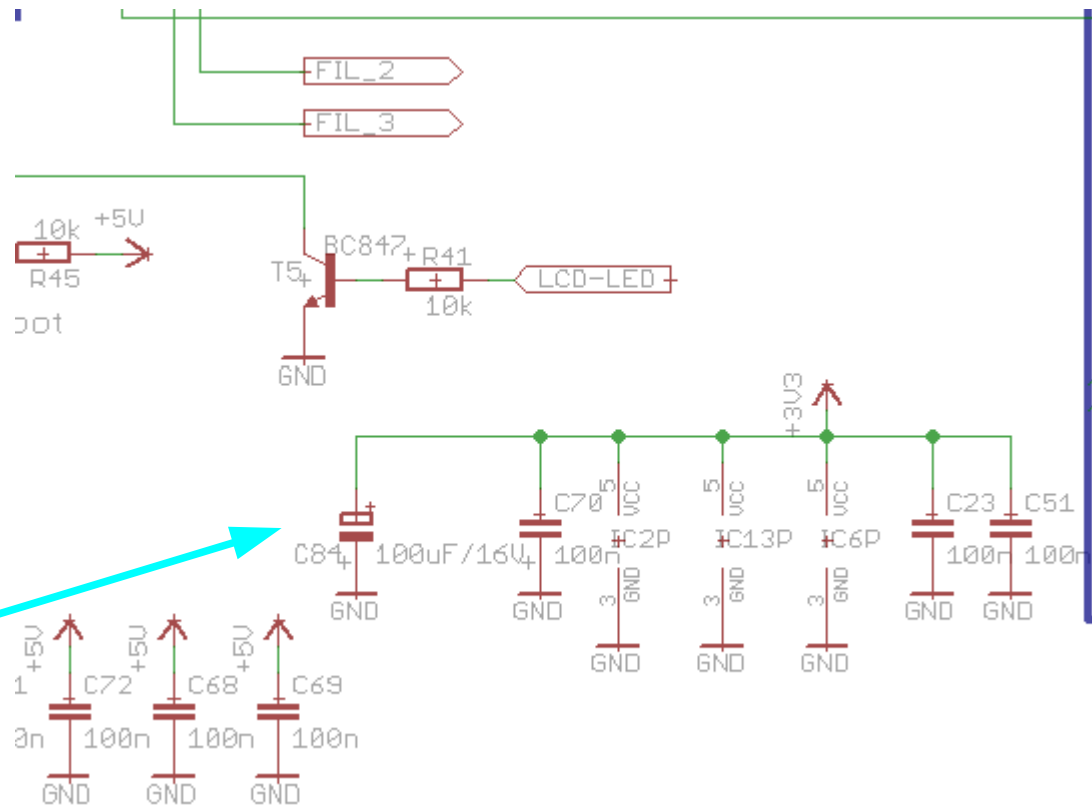 FIL_2
FIL_3
10k
+5V
R45
BC847
T5
R41
10k
LCD-LED
GND
+3V3
C84
100uF/16V
GND
C70
100n
GND
5
VCC
IC2P
3
GND
GND
5
VCC
IC13P
3
GND
GND
5
VCC
IC6P
3
GND
GND
C23
100n
GND
C51
100n
GND
+5V
C72
100n
GND
+5V
C68
100n
GND
+5V
C69
100n
GND